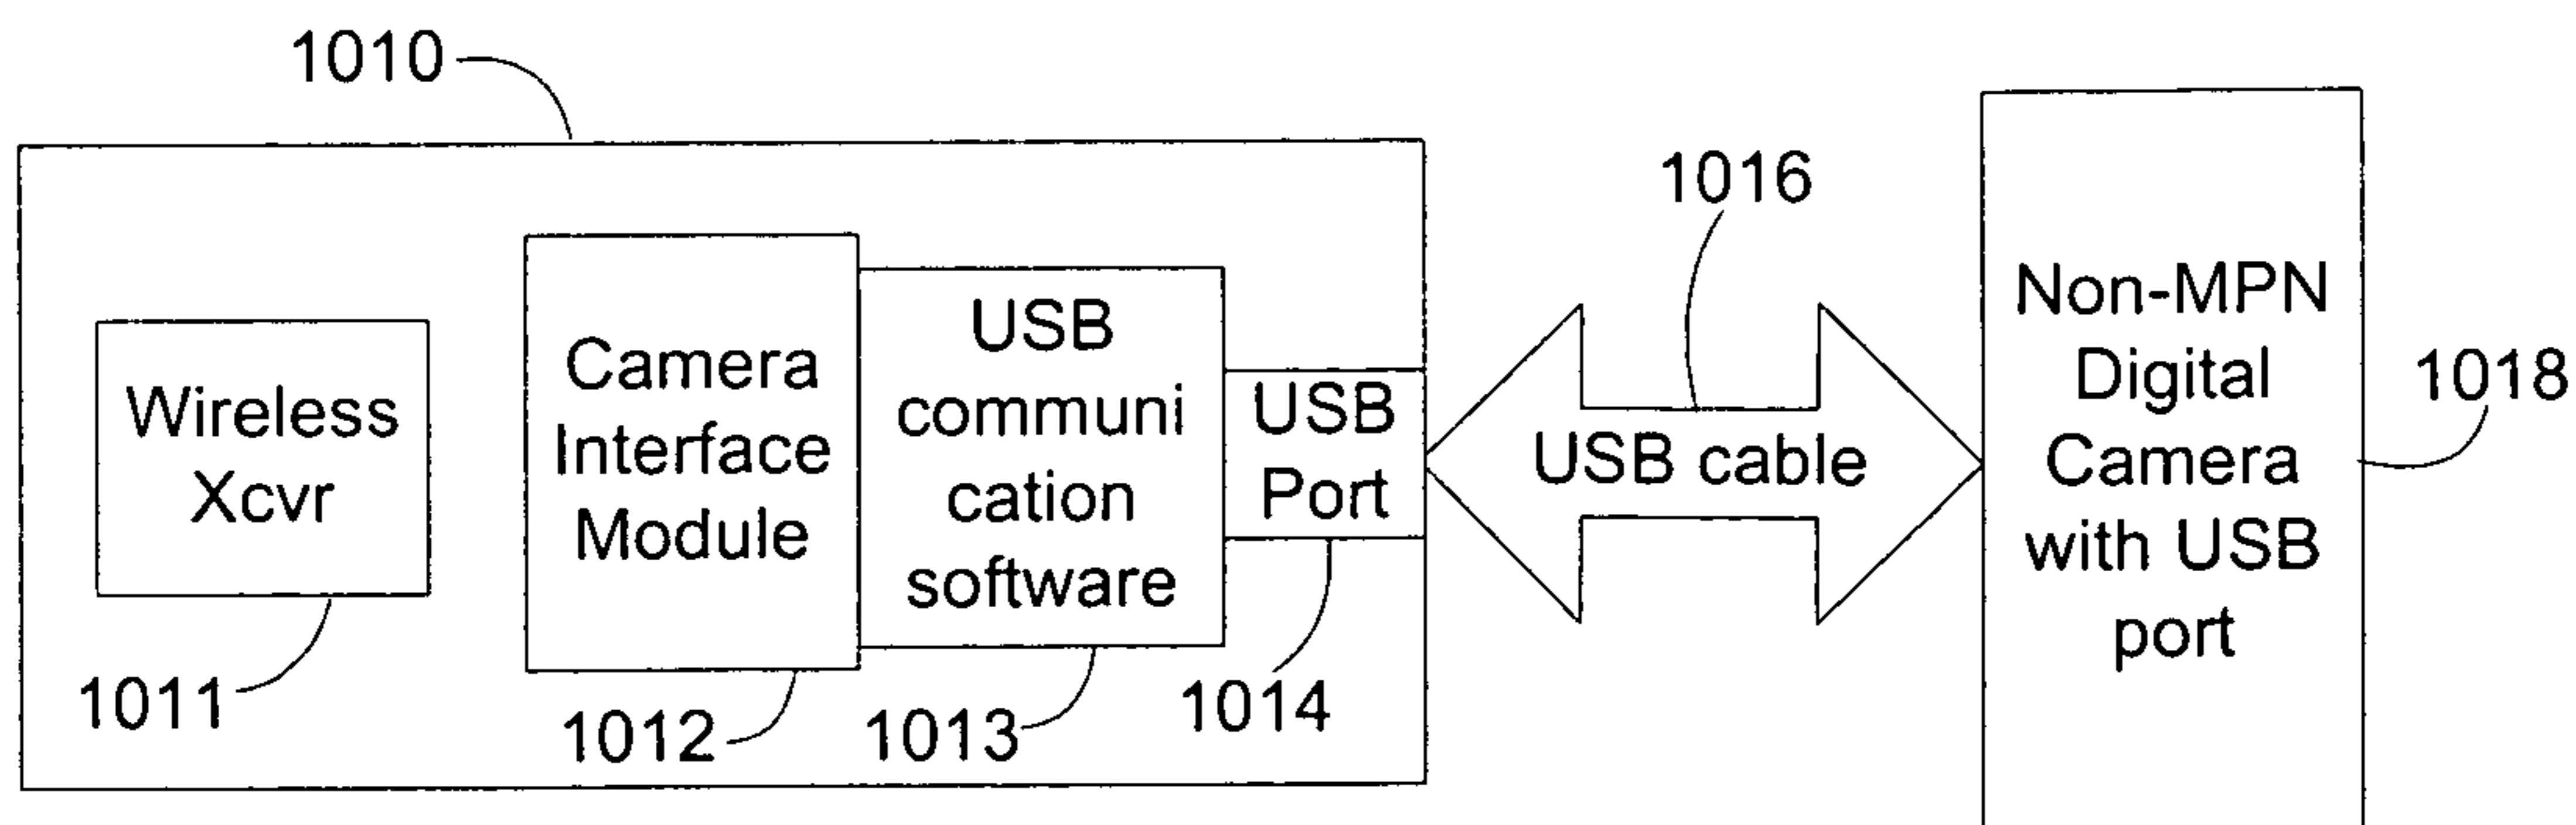 1010
1016
Non-MPN
Digital
Camera
with USB
port
1018
Wireless
Xcvr
Camera
Interface
Module
USB
communi
cation
software
USB
Port
USB cable
1011
1012
1013
1014